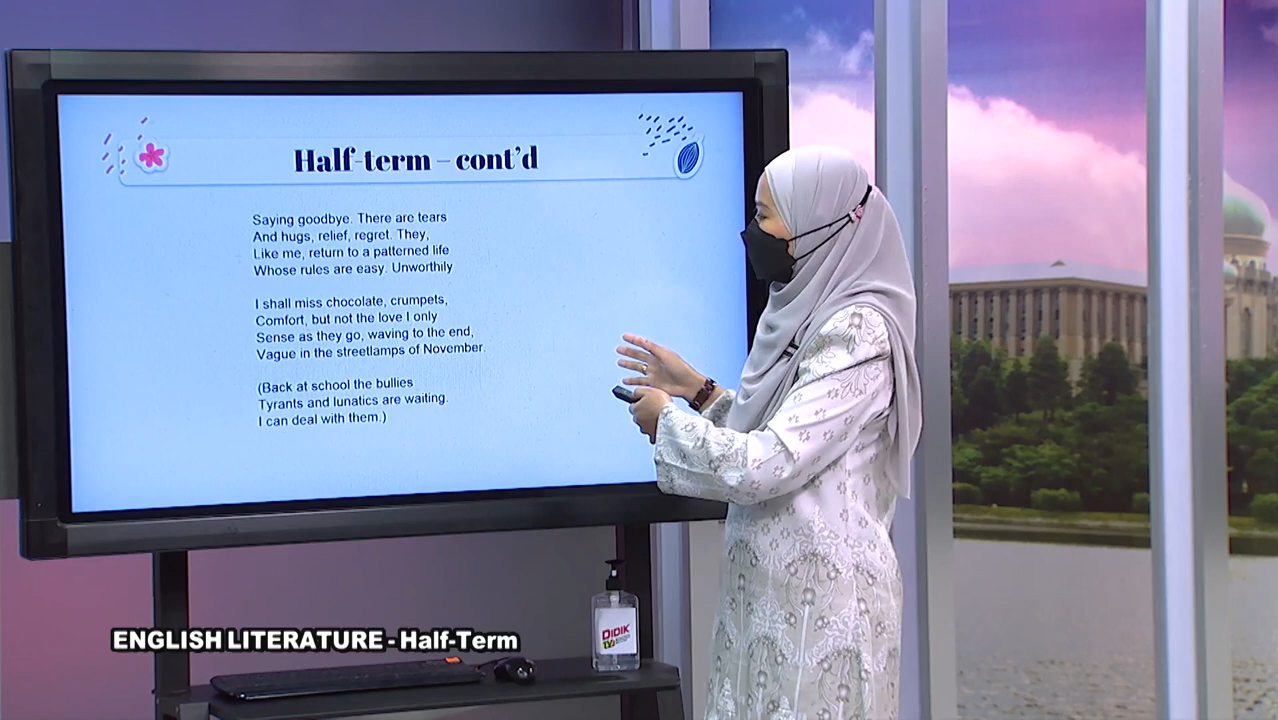 Half-term – cont'd
Saying goodbye. There are tears
And hugs, relief, regret. They,
Like me, return to a patterned life
Whose rules are easy. Unworthily
I shall miss chocolate, crumpets,
Comfort, but not the love I only
Sense as they go, waving to the end,
Vague in the streetlamps of November.
(Back at school the bullies
Tyrants and lunatics are waiting.
I can deal with them.)
DIDIK
TV
ENGLISH LITERATURE - Half-Term